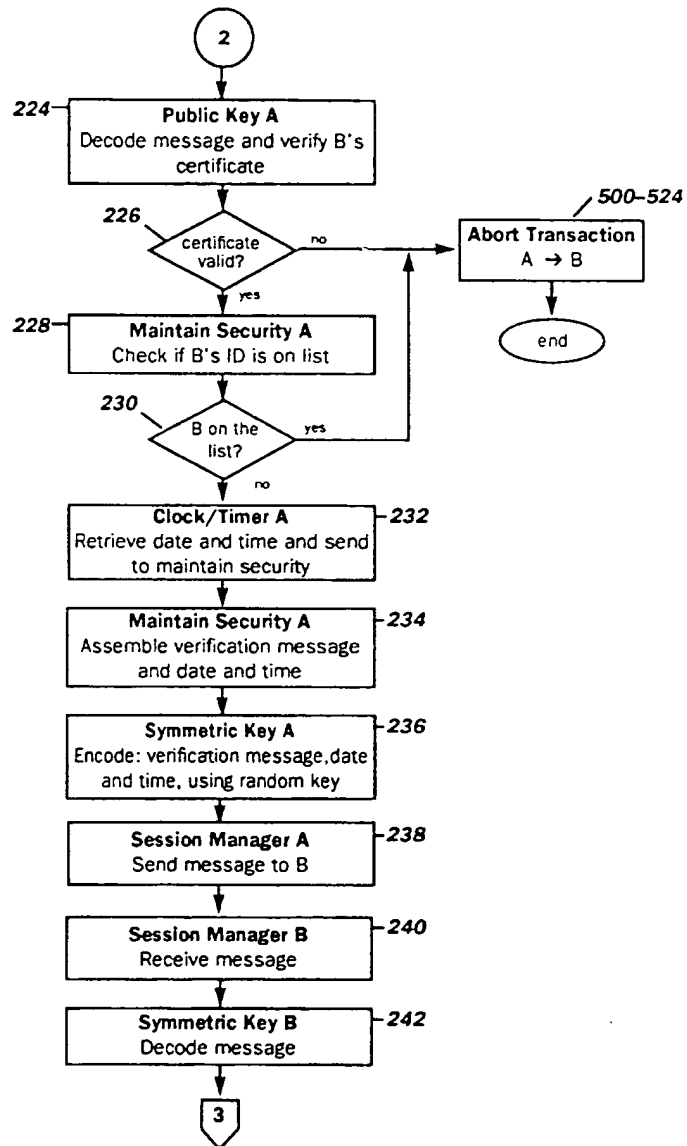 2
224
Public Key A
Decode message and verify B's
certificate
226
certificate
valid?
no
yes
500-524
Abort Transaction
A → B
end
228
Maintain Security A
Check if B's ID is on list
230
B on the
list?
yes
no
Clock/Timer A
Retrieve date and time and send
to maintain security
232
Maintain Security A
Assemble verification message
and date and time
234
Symmetric Key A
Encode: verification message,date
and time, using random key
236
Session Manager A
Send message to B
238
Session Manager B
Receive message
240
Symmetric Key B
Decode message
242
3